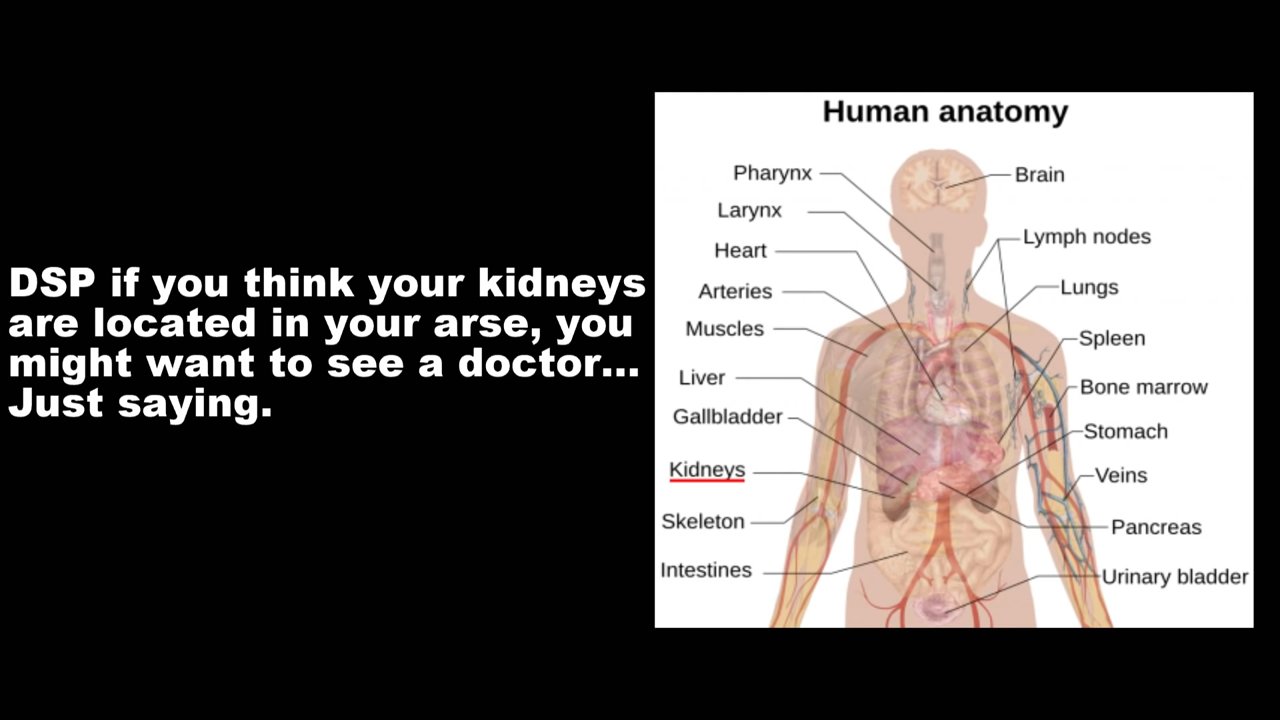 DSP if you think your kidneys
are located in your arse, you
might want to see a doctor...
Just saying.
Human anatomy
Pharynx
Larynx
Heart
Arteries
Muscles
Liver
Gallbladder
Kidneys
Skeleton
Intestines
Brain
Lymph nodes
Lungs
Spleen
Bone marrow
Stomach
Veins
Pancreas
Urinary bladder